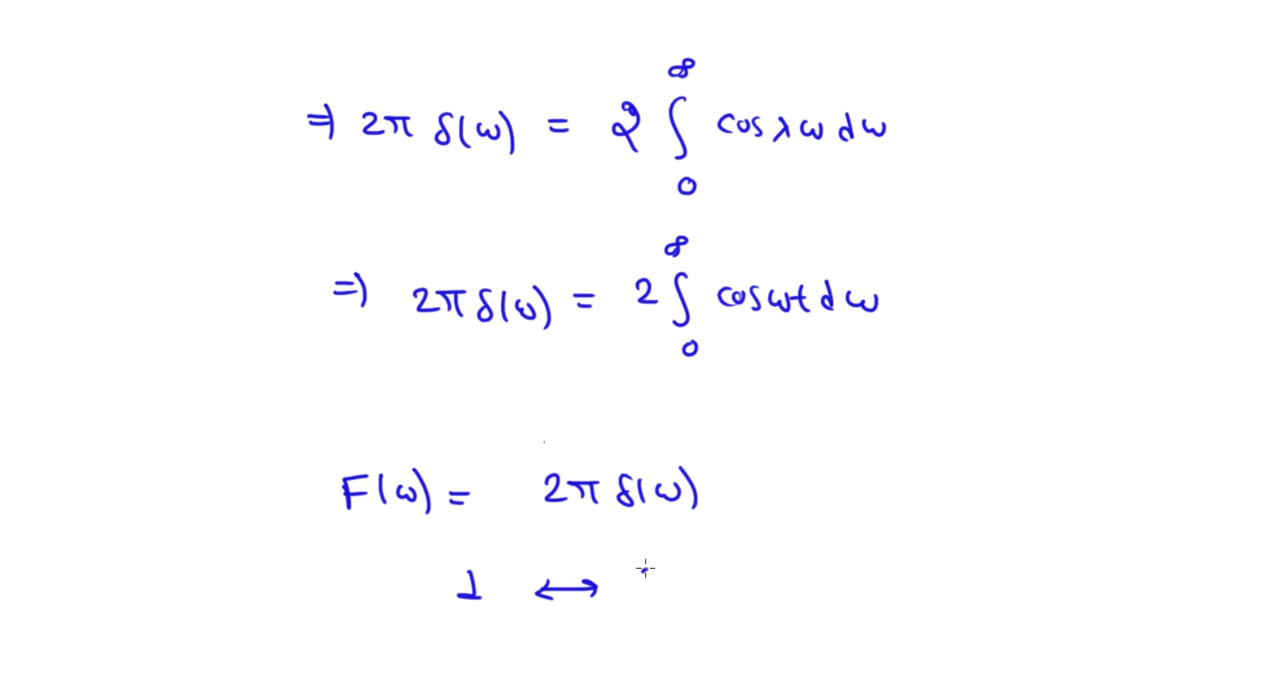 ⇒ 2π δ(ω) = 2 ∫₀^∞ cos λω dω
⇒ 2π δ(ω) = 2 ∫₀^∞ cos ωt dω
F(ω) = 2π δ(ω)
1 ↔